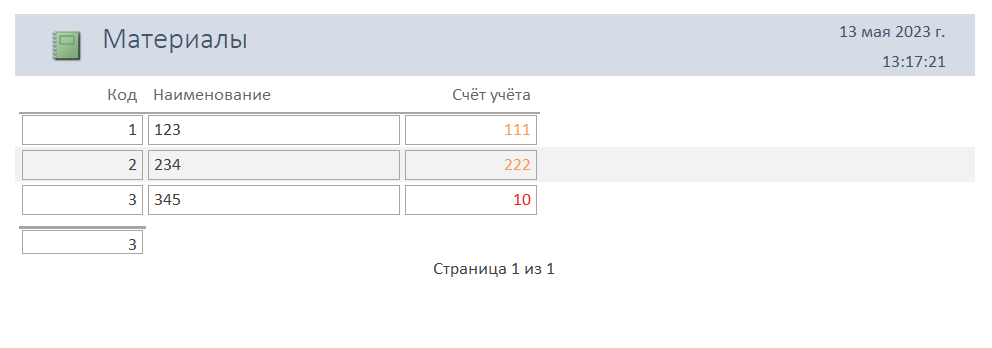 Материалы
13 мая 2023 г.
13:17:21
Код Наименование Счёт учёта
1 123 111
2 234 222
3 345 10
3
Страница 1 из 1